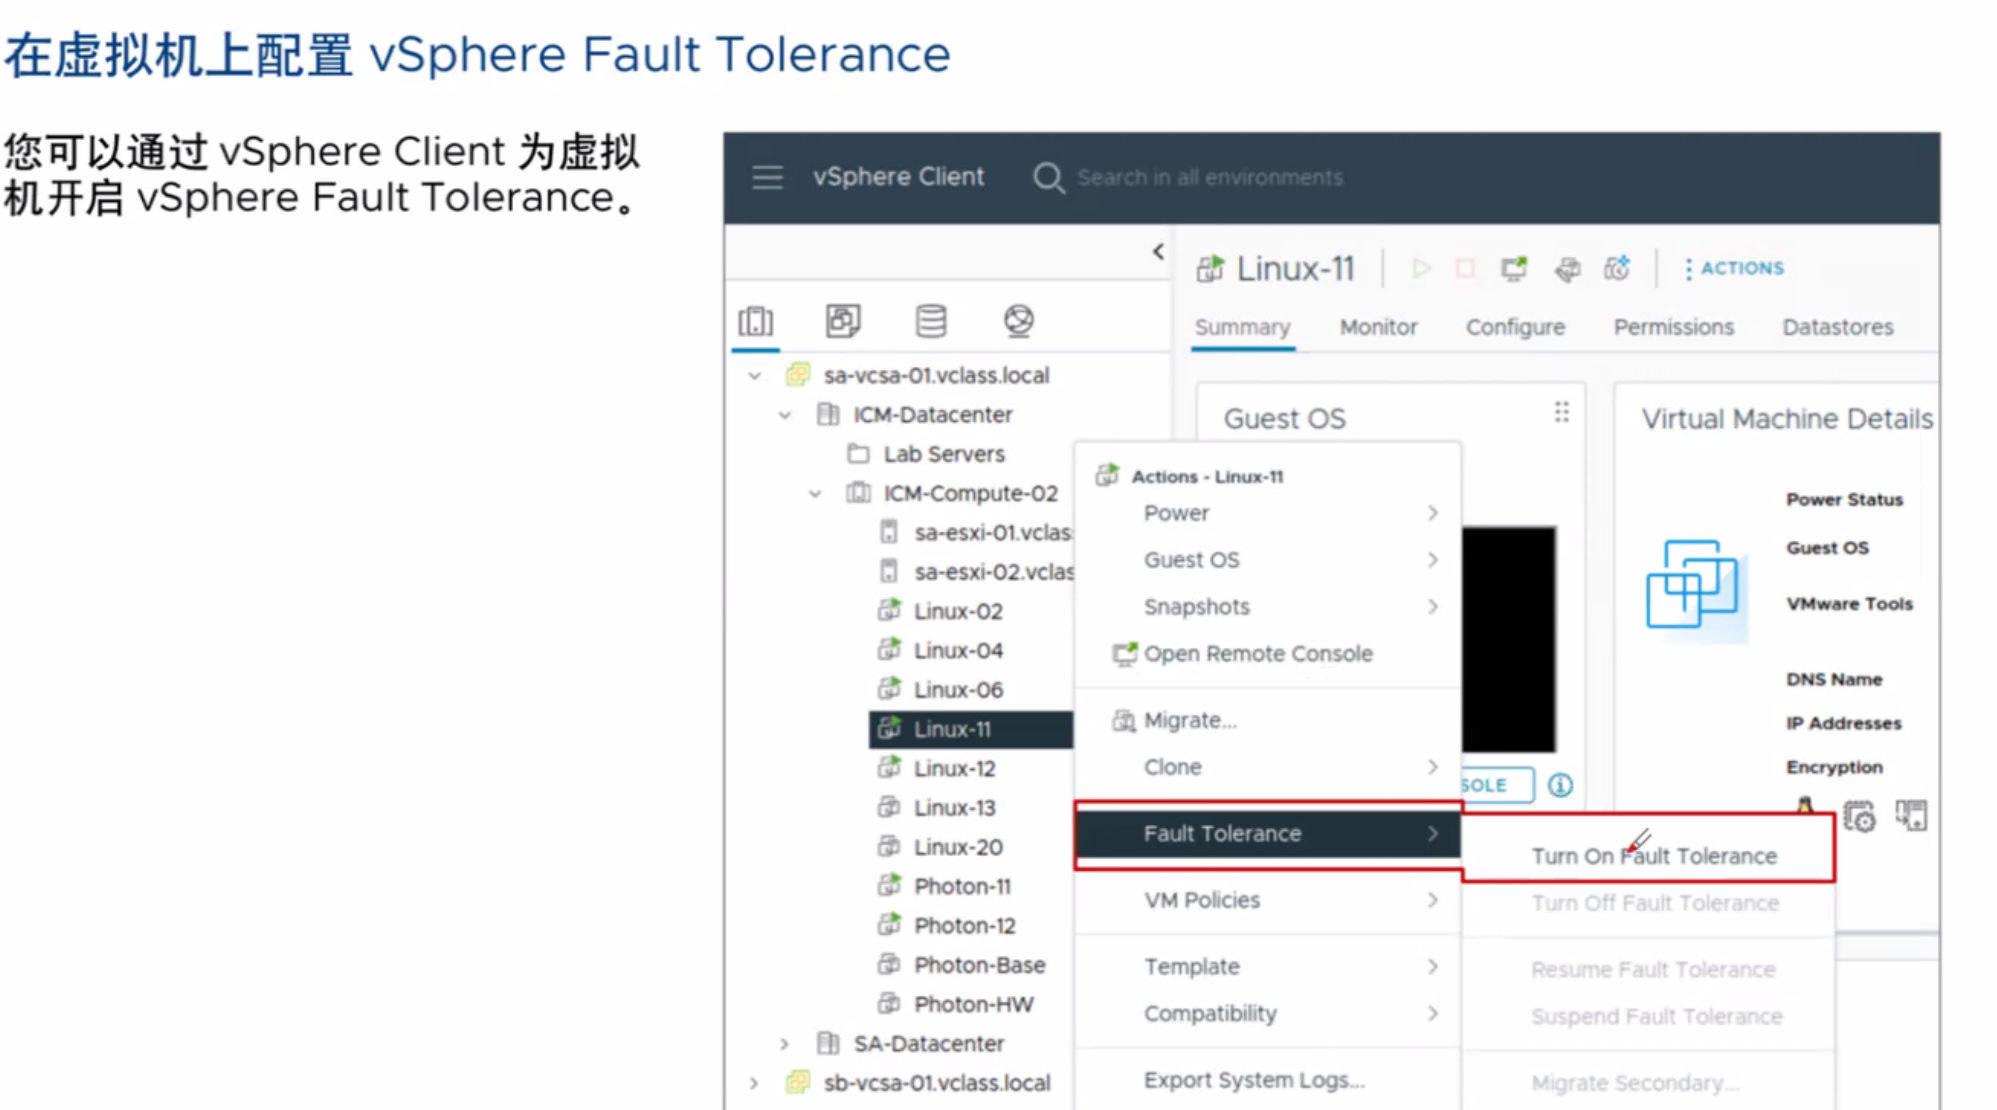 在虚拟机上配置 vSphere Fault Tolerance
您可以通过 vSphere Client 为虚拟
机开启 vSphere Fault Tolerance。
vSphere Client
Search in all environments
Linux-11
ACTIONS
Summary
Monitor
Configure
Permissions
Datastores
sa-vcsa-01.vclass.local
ICM-Datacenter
Lab Servers
ICM-Compute-02
sa-esxi-01.vclas
sa-esxi-02.vclas
Linux-02
Linux-04
Linux-06
Linux-11
Linux-12
Linux-13
Linux-20
Photon-11
Photon-12
Photon-Base
Photon-HW
SA-Datacenter
sb-vcsa-01.vclass.local
Guest OS
Virtual Machine Details
Power Status
Guest OS
VMware Tools
DNS Name
IP Addresses
Encryption
SOLE
Actions - Linux-11
Power
Guest OS
Snapshots
Open Remote Console
Migrate...
Clone
Fault Tolerance
VM Policies
Template
Compatibility
Export System Logs...
Turn On Fault Tolerance
Turn Off Fault Tolerance
Resume Fault Tolerance
Suspend Fault Tolerance
Migrate Secondary...